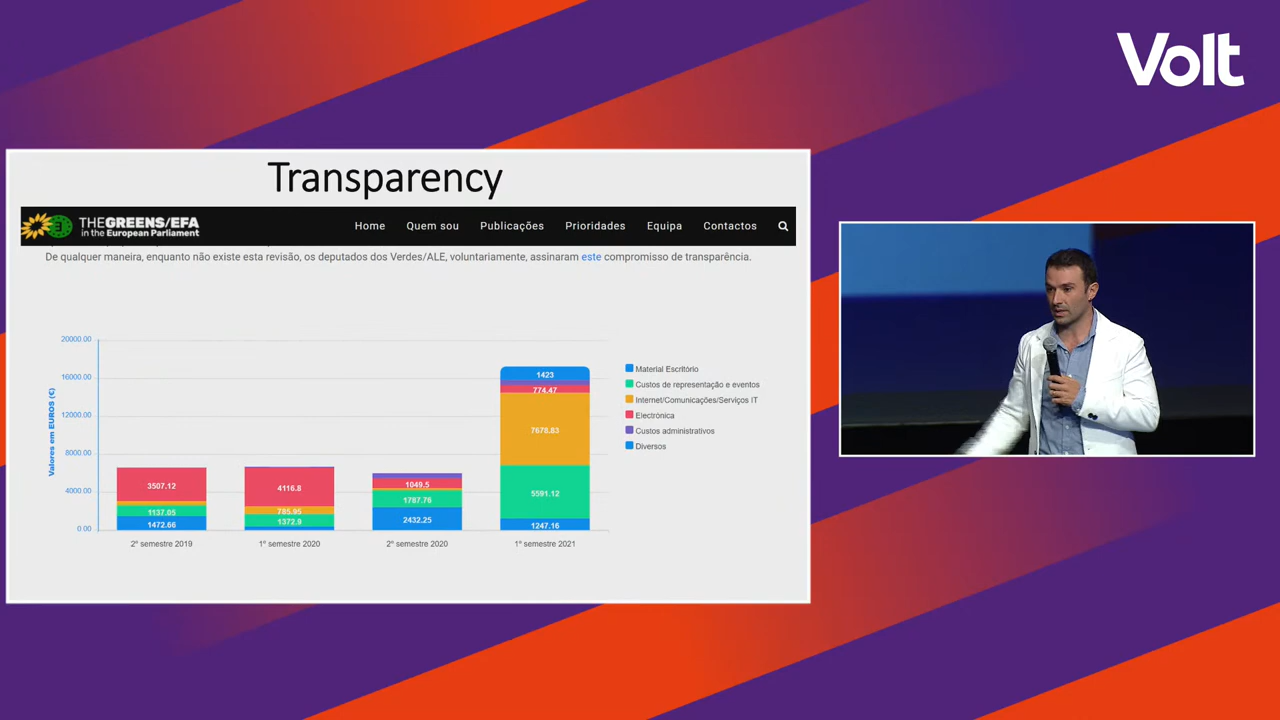 Volt
Transparency
THE GREENS/EFA
in the European Parliament
Home Quem sou Publicações Prioridades Equipa Contactos
De qualquer maneira, enquanto não existe esta revisão, os deputados dos Verdes/ALE, voluntariamente, assinaram este compromisso de transparência.
Valores em EUROS (€)
20000.00
16000.00
12000.00
8000.00
4000.00
0.00
3507.12
1137.05
1472.66
4116.8
785.95
1372.9
1049.5
1787.76
2432.25
1423
774.47
7678.83
5591.12
1247.16
2º semestre 2019 1º semestre 2020 2º semestre 2020 1º semestre 2021
Material Escritório
Custos de representação e eventos
Internet/Comunicações/Serviços IT
Electrónica
Custos administrativos
Diversos